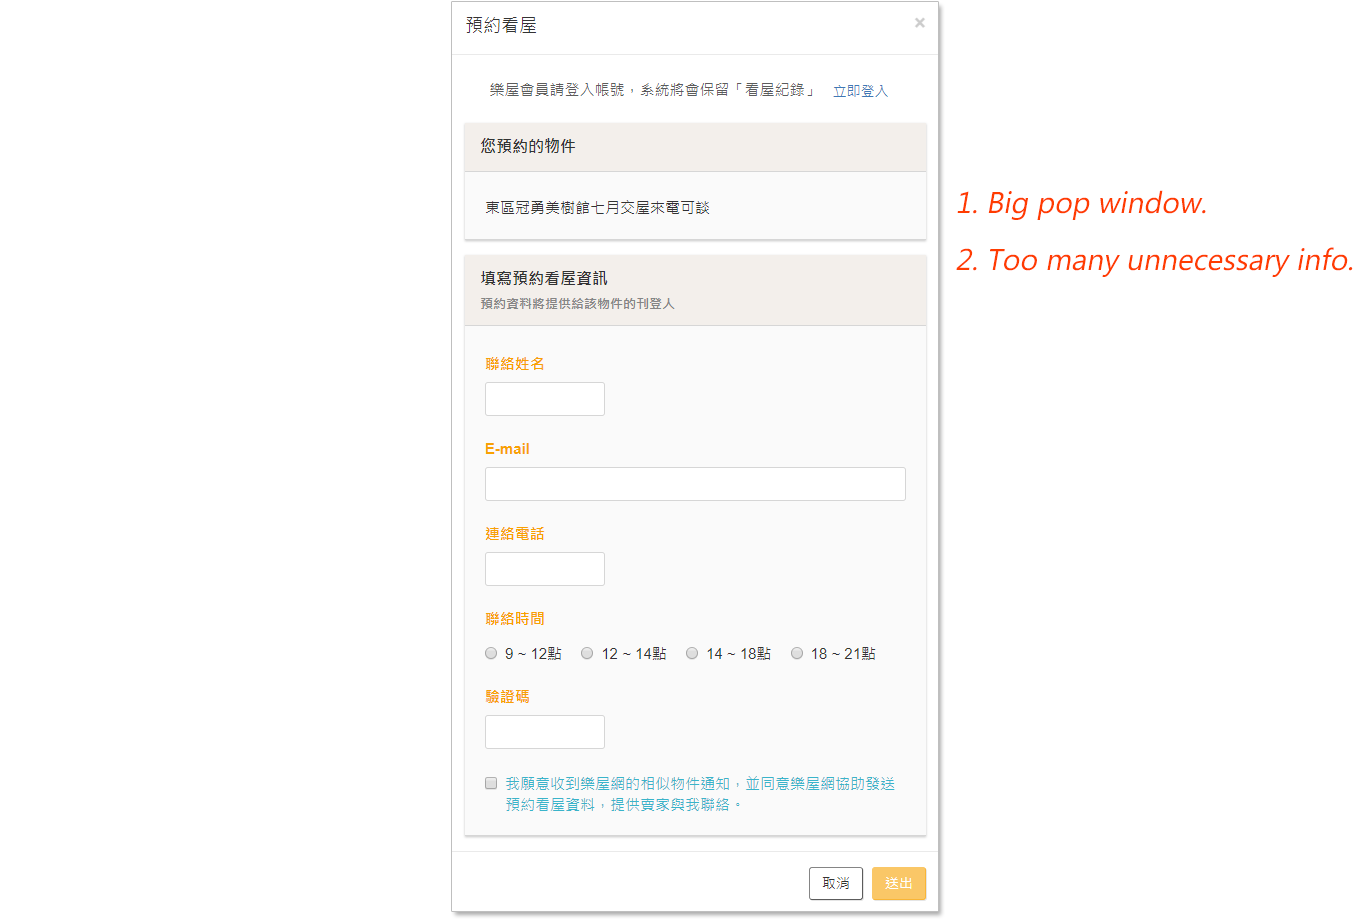 預約看屋
×
樂屋會員請登入帳號，系統將會保留「看屋紀錄」 立即登入
您預約的物件
東區冠勇美樹館七月交屋來電可談
填寫預約看屋資訊
預約資料將提供給該物件的刊登人
聯絡姓名
E-mail
連絡電話
聯絡時間
9 ~ 12點 12 ~ 14點 14 ~ 18點 18 ~ 21點
驗證碼
我願意收到樂屋網的相似物件通知，並同意樂屋網協助發送
預約看屋資料，提供賣家與我聯絡。
取消 送出
1. Big pop window.
2. Too many unnecessary info.